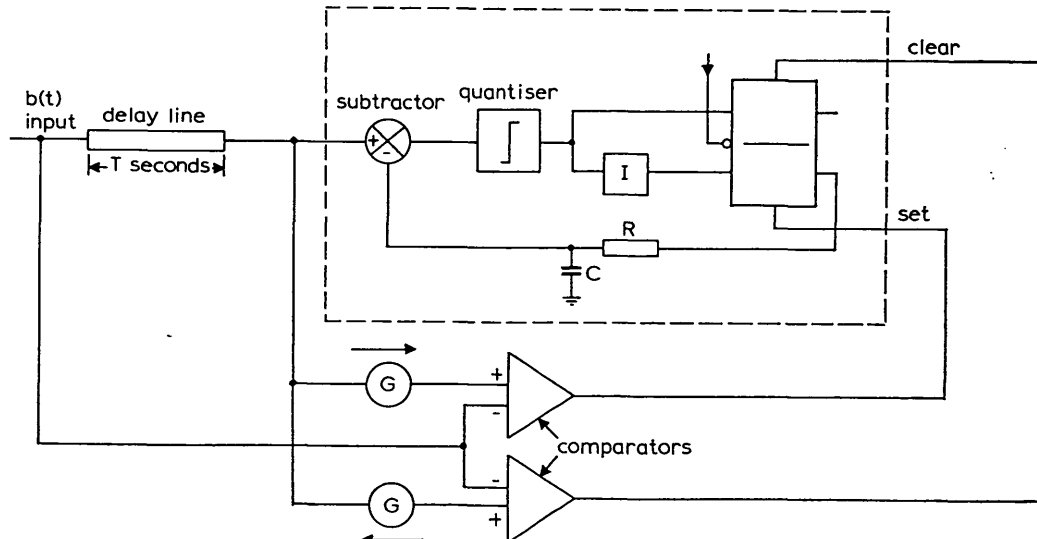 clear
b(t)
input
delay line
T seconds
subtractor
quantiser
+
-
I
set
R
C
G
+
-
comparators
-
G
+